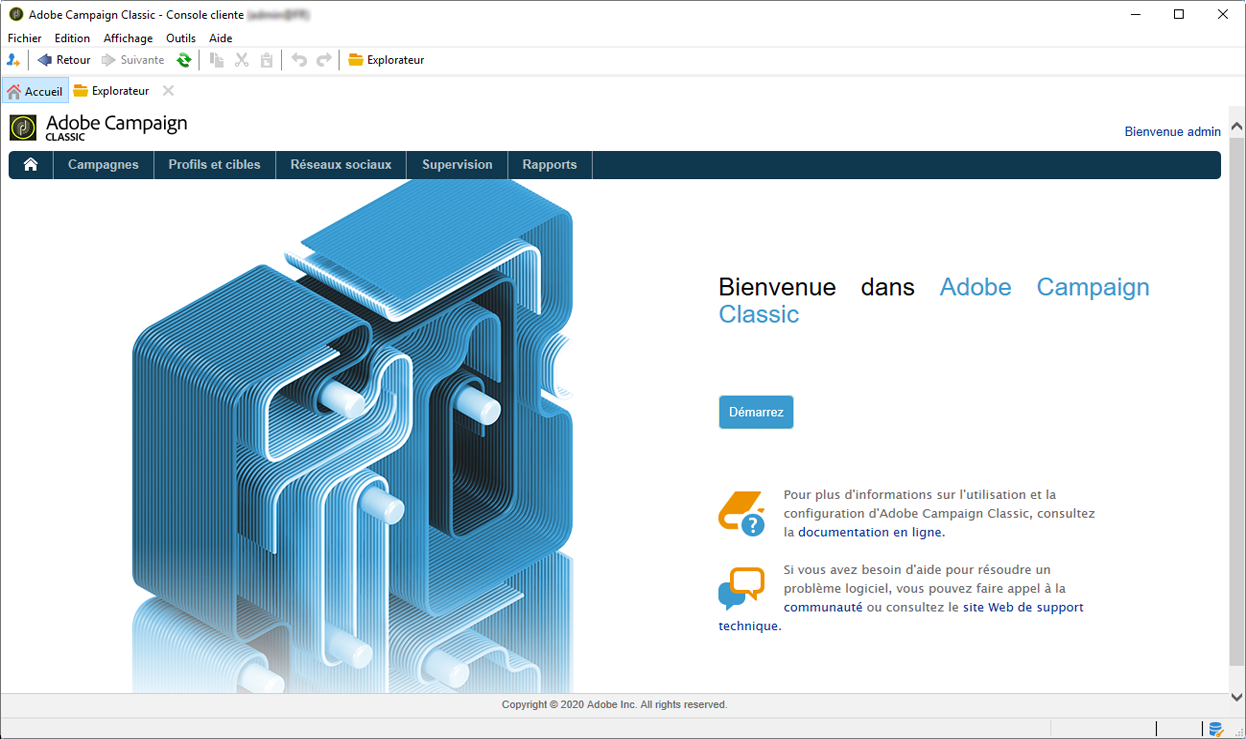 Adobe Campaign Classic - Console cliente
Fichier Edition Affichage Outils Aide
Retour Suivante Explorateur
Accueil Explorateur
Adobe Campaign
CLASSIC
Bienvenue admin
Campagnes Profils et cibles Réseaux sociaux Supervision Rapports
Bienvenue dans Adobe Campaign
Classic
Démarrez
Pour plus d'informations sur l'utilisation et la
configuration d'Adobe Campaign Classic, consultez
la documentation en ligne.
Si vous avez besoin d'aide pour résoudre un
problème logiciel, vous pouvez faire appel à la
communauté ou consultez le site Web de support
technique.
Copyright © 2020 Adobe Inc. All rights reserved.